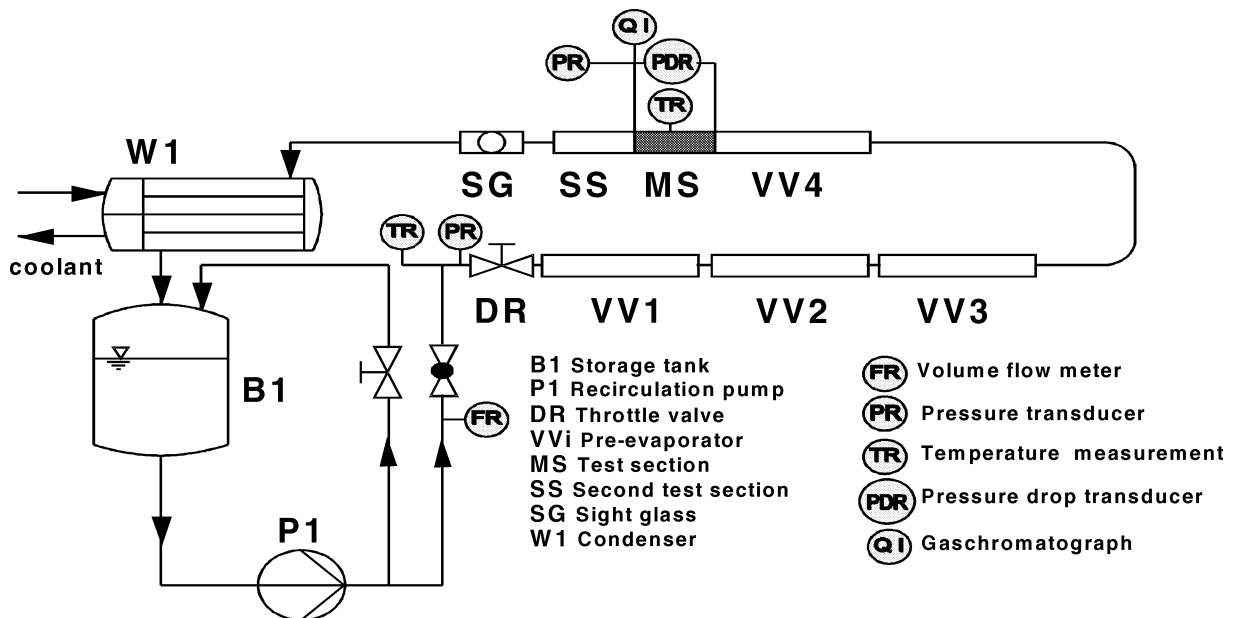 QI
PR
PDR
TR
W1
SG
SS
MS
VV4
TR
PR
coolant
DR
VV1
VV2
VV3
B1
FR
P1
B1 Storage tank
P1 Recirculation pump
DR Throttle valve
VVi Pre-evaporator
MS Test section
SS Second test section
SG Sight glass
W1 Condenser
FR Volume flow meter
PR Pressure transducer
TR Temperature measurement
PDR Pressure drop transducer
QI Gaschromatograph